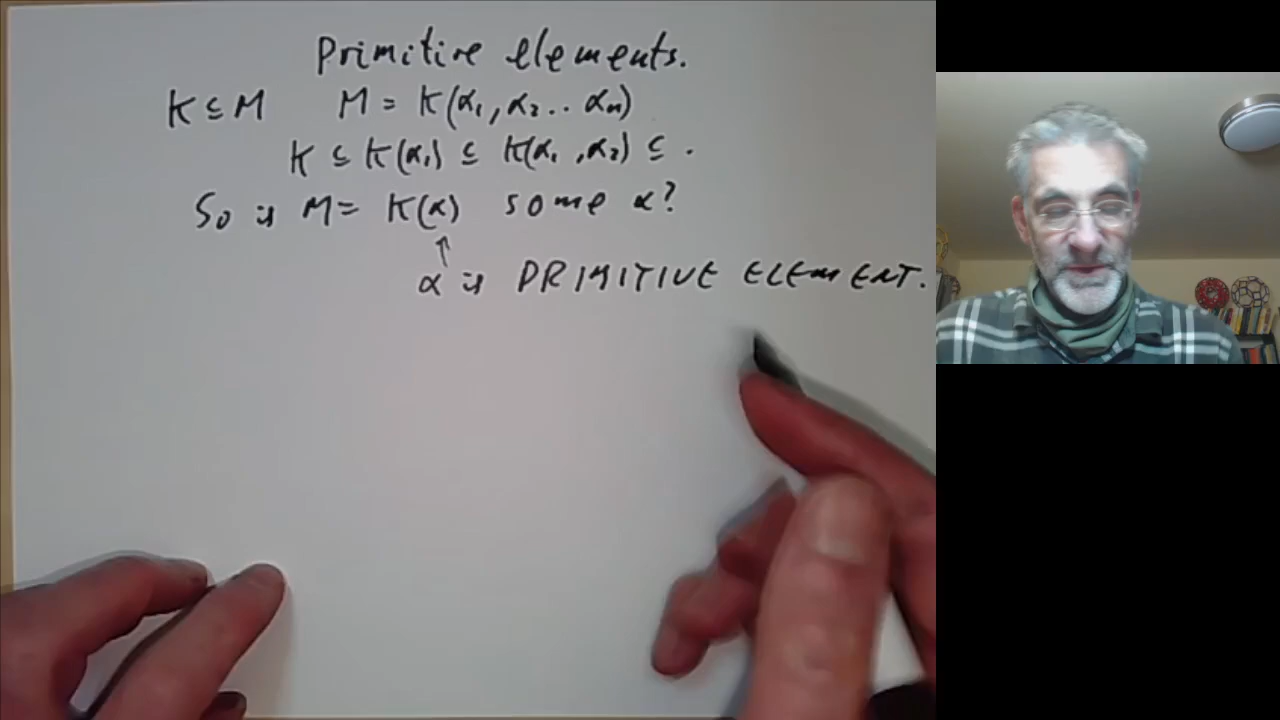 Primitive elements.
K ⊆ M M = K(α₁, α₂ .. αₙ)
K ⊆ K(α₁) ⊆ K(α₁, α₂) ⊆ .
So is M = K(α) some α?
↑
α is PRIMITIVE ELEMENT.